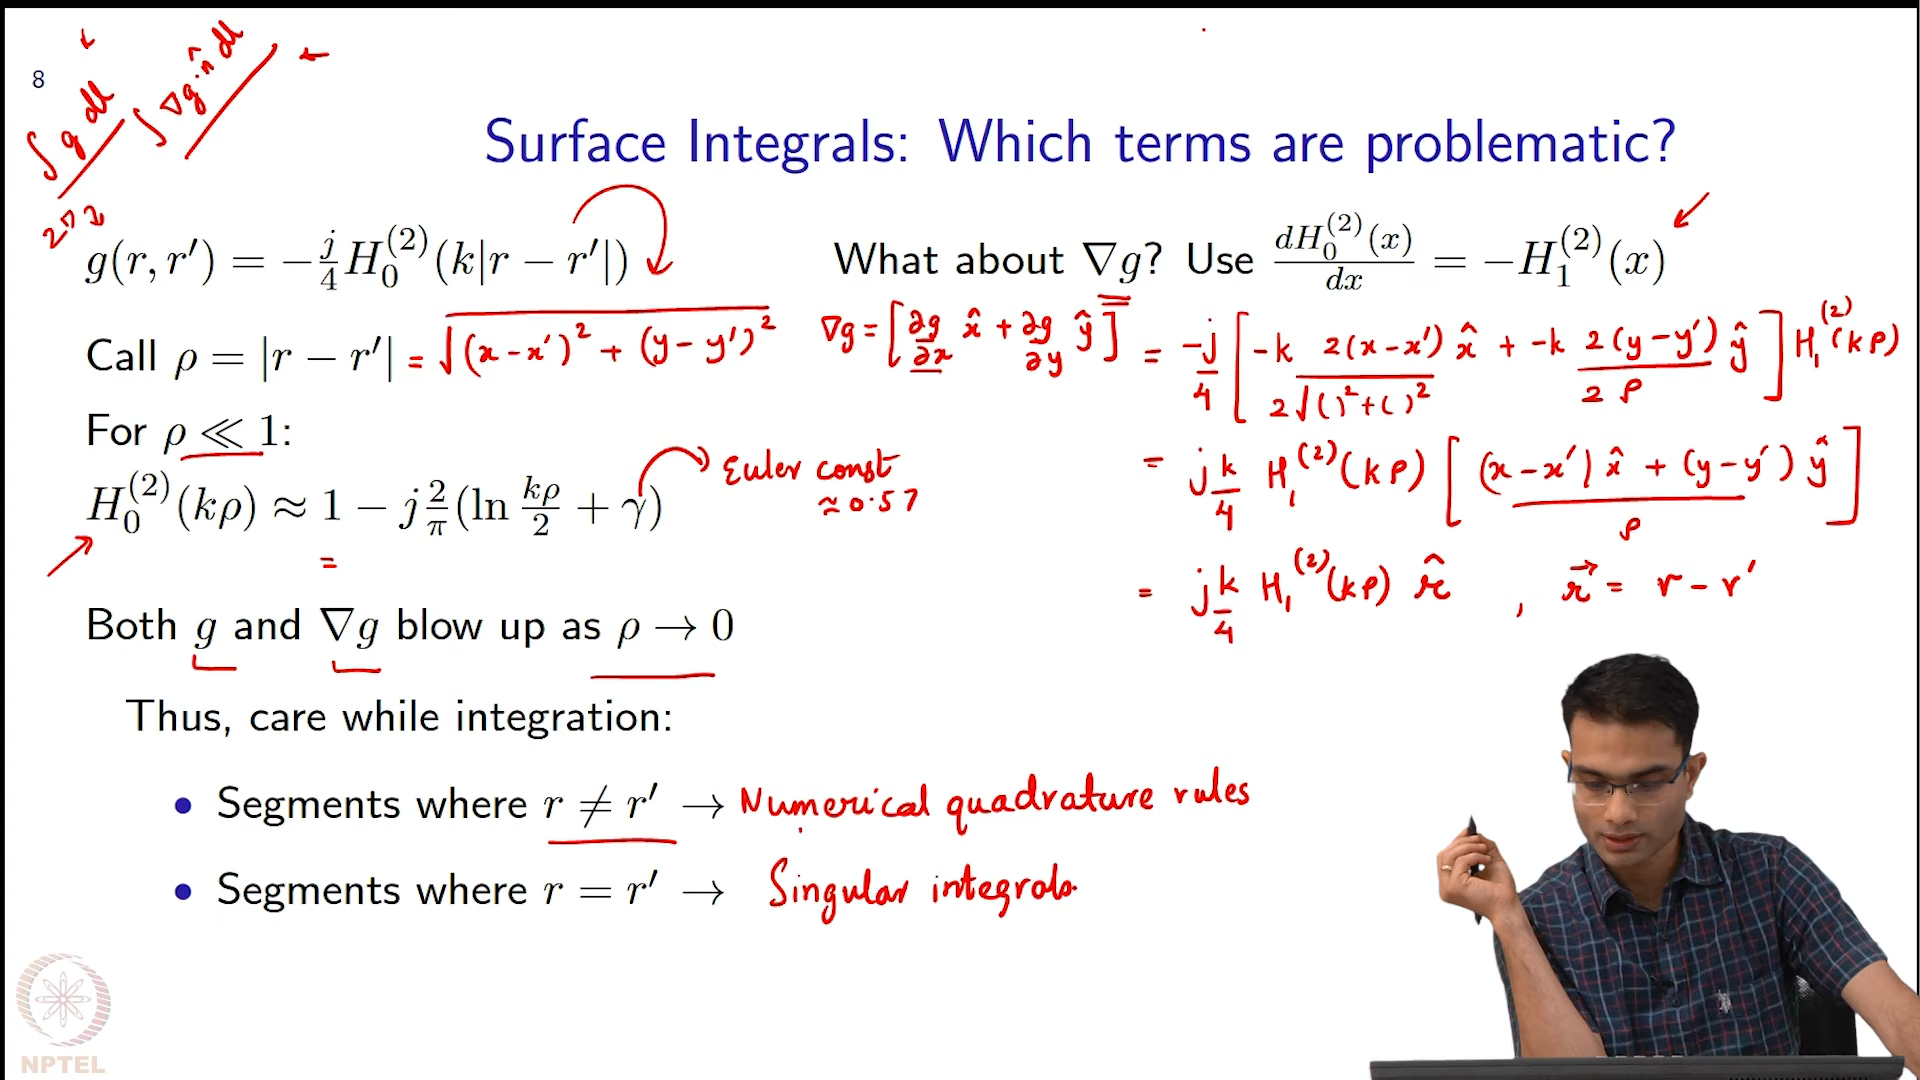 8
∫ g dl ∫ ∇g·n̂ dl
Surface Integrals: Which terms are problematic?
g(r, r′) = −j/4 H₀⁽²⁾(k|r − r′|)
Call ρ = |r − r′| = √((x−x′)² + (y−y′)²)
For ρ ≪ 1:
H₀⁽²⁾(kρ) ≈ 1 − j 2/π (ln kρ/2 + γ)
Euler const
≈ 0.57
Both g and ∇g blow up as ρ → 0
Thus, care while integration:
• Segments where r ≠ r′ → Numerical quadrature rules
• Segments where r = r′ → Singular integrals
What about ∇g? Use dH₀⁽²⁾(x)/dx = −H₁⁽²⁾(x)
∇g = [∂g/∂x x̂ + ∂g/∂y ŷ] = −j/4 [−k 2(x−x′)/2√(()²+()²) x̂ + −k 2(y−y′)/2ρ ŷ] H₁⁽²⁾(kρ)
= j k/4 H₁⁽²⁾(kρ) [(x−x′) x̂ + (y−y′) ŷ / ρ]
= j k/4 H₁⁽²⁾(kρ) r̂ , r⃗ = r − r′
NPTEL